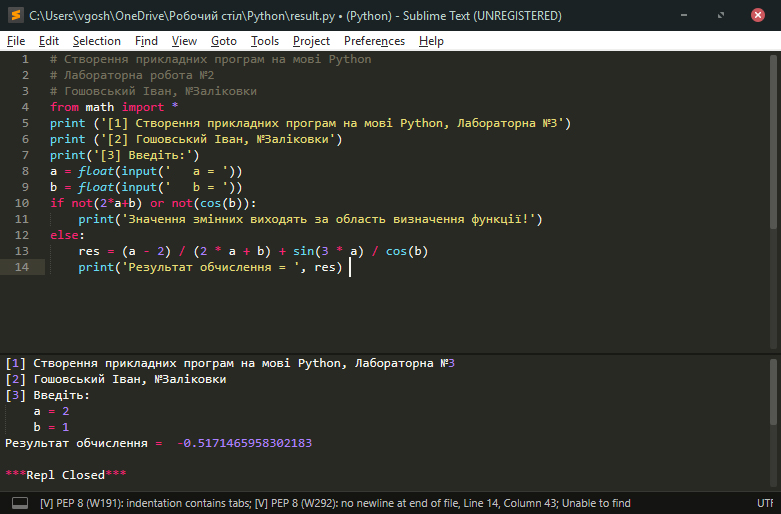 C:\Users\vgosh\OneDrive\Робочий стіл\Python\result.py • (Python) - Sublime Text (UNREGISTERED)
File Edit Selection Find View Goto Tools Project Preferences Help
1 # Створення прикладних програм на мові Python
2 # Лабораторна робота №2
3 # Гошовський Іван, №Заліковки
4 from math import *
5 print ('[1] Створення прикладних програм на мові Python, Лабораторна №3')
6 print ('[2] Гошовський Іван, №Заліковки')
7 print('[3] Введіть:')
8 a = float(input('   a = '))
9 b = float(input('   b = '))
10 if not(2*a+b) or not(cos(b)):
11     print('Значення змінних виходять за область визначення функції!')
12 else:
13     res = (a - 2) / (2 * a + b) + sin(3 * a) / cos(b)
14     print('Результат обчислення = ', res)
[1] Створення прикладних програм на мові Python, Лабораторна №3
[2] Гошовський Іван, №Заліковки
[3] Введіть:
    a = 2
    b = 1
Результат обчислення =  -0.5171465958302183
***Repl Closed***
[V] PEP 8 (W191): indentation contains tabs; [V] PEP 8 (W292): no newline at end of file, Line 14, Column 43; Unable to find UTF